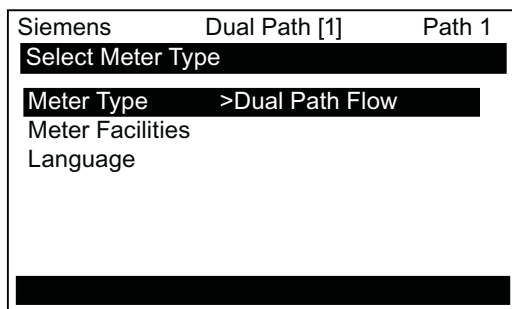 Siemens Dual Path [1] Path 1
Select Meter Type
Meter Type >Dual Path Flow
Meter Facilities
Language